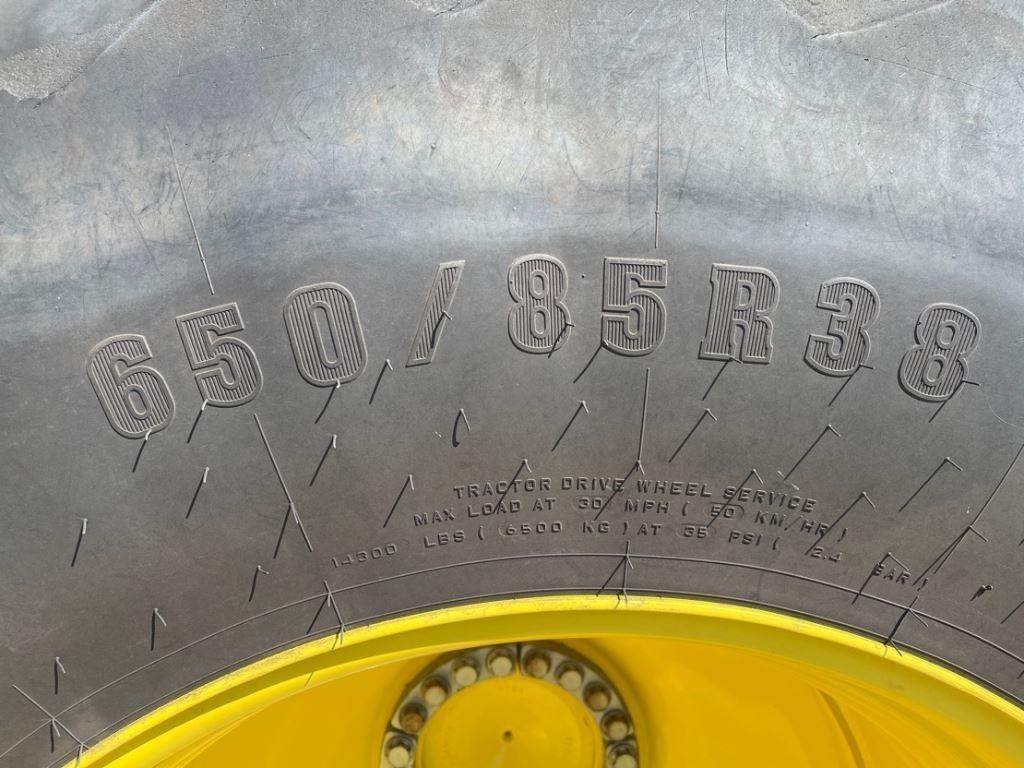 650/85R38
TRACTOR DRIVE WHEEL SERVICE
MAX LOAD AT 30 MPH ( 50 KM/HR )
14300 LBS ( 6500 KG ) AT 35 PSI ( 2.4 BAR )